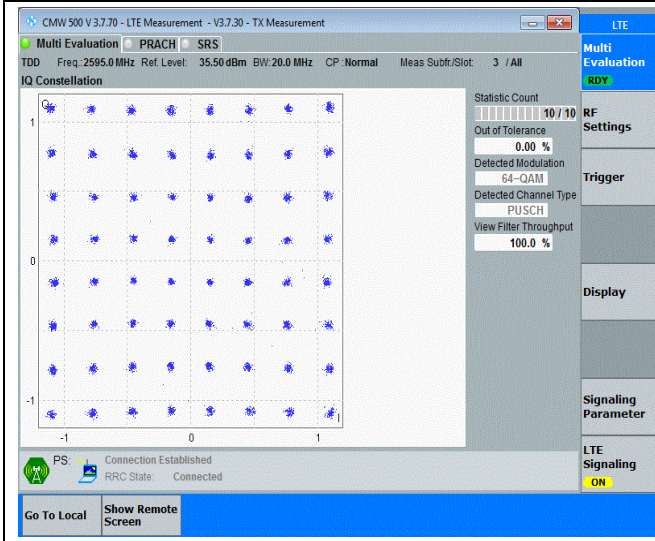 CMW 500 V 3.7.70 - LTE Measurement - V3.7.30 - TX Measurement
LTE
Multi Evaluation PRACH SRS
Multi
Evaluation
RDY
TDD Freq.:2595.0 MHz Ref. Level: 35.50 dBm BW:20.0 MHz CP :Normal Meas Subfr./Slot: 3 / All
IQ Constellation
Statistic Count
10 / 10
Out of Tolerance
0.00 %
Detected Modulation
64-QAM
Detected Channel Type
PUSCH
View Filter Throughput
100.0 %
RF
Settings
Trigger
Display
Signaling
Parameter
LTE
Signaling
ON
Q
1
0
-1
I
-1 0 1
PS: Connection Established
RRC State: Connected
Go To Local
Show Remote
Screen